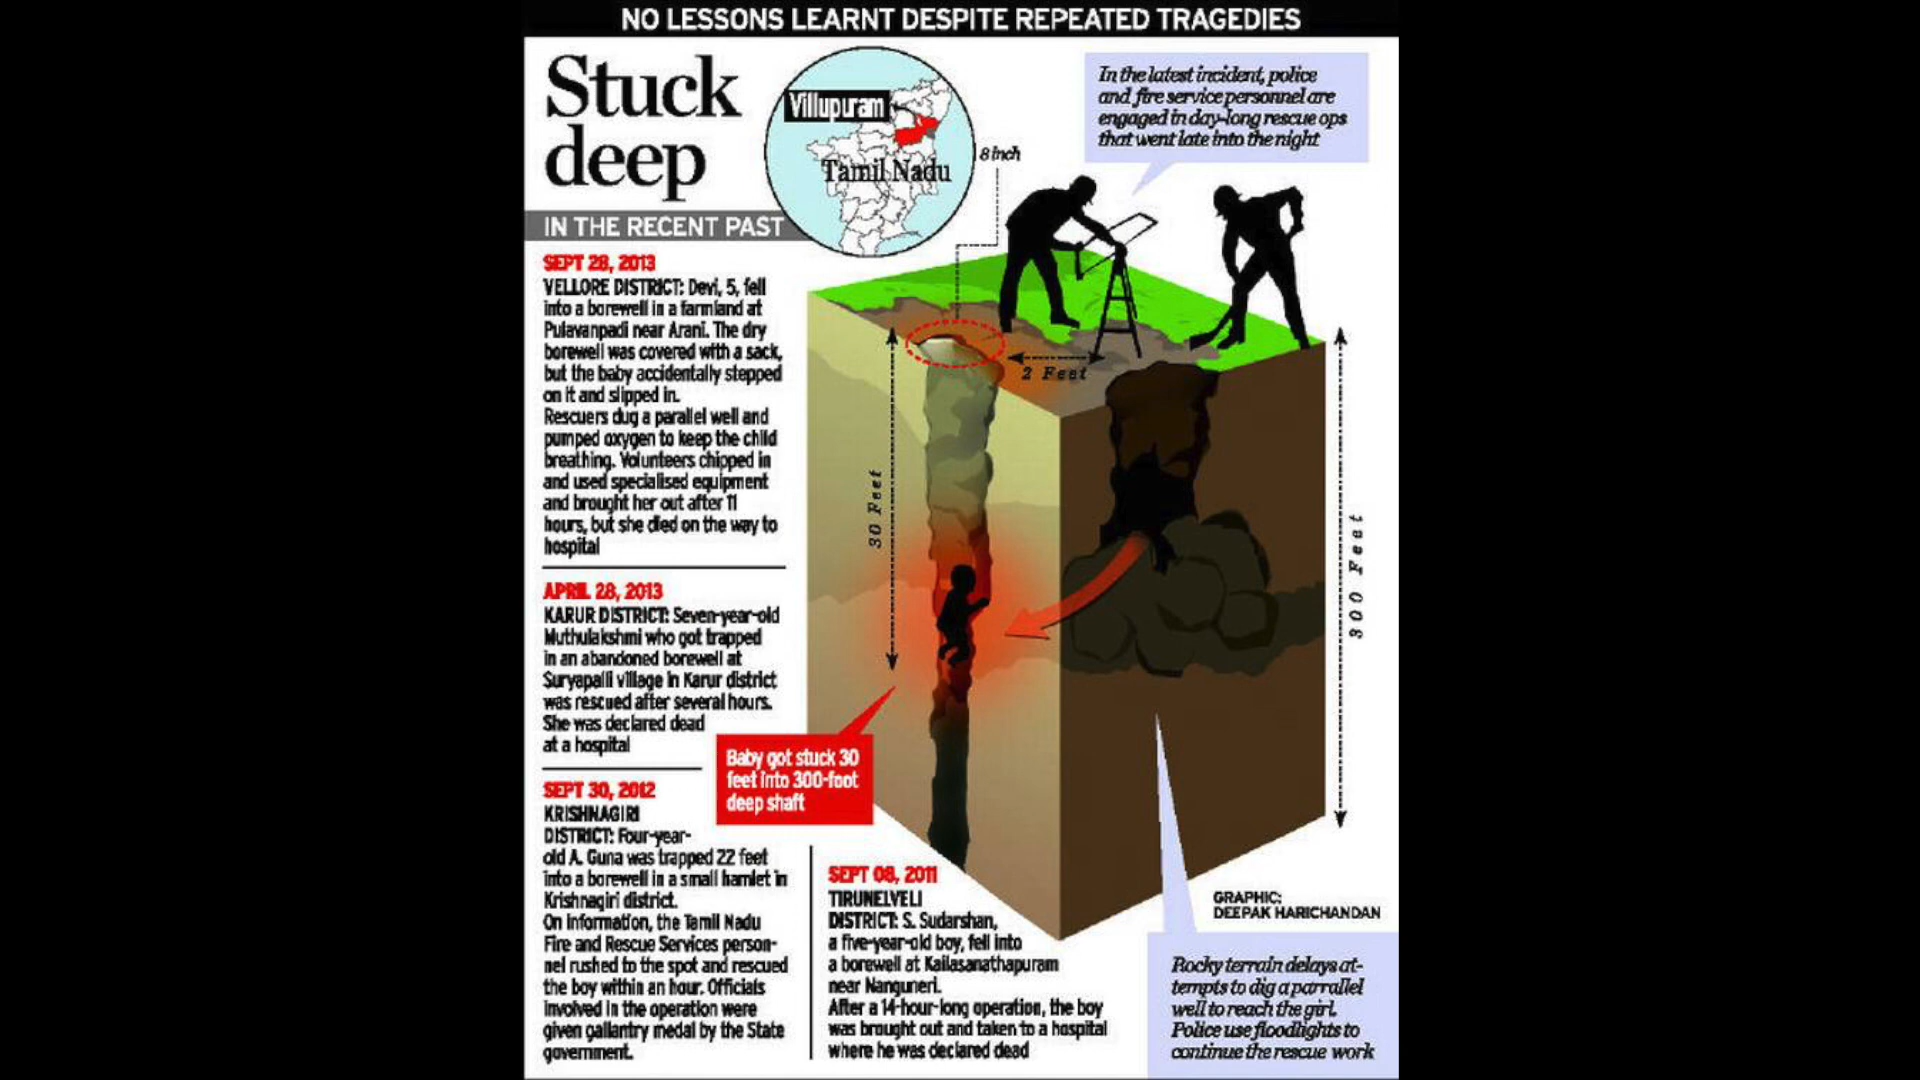 NO LESSONS LEARNT DESPITE REPEATED TRAGEDIES
Stuck
deep
Villupuram
Tamil Nadu
8 inch
In the latest incident, police
and fire service personnel are
engaged in day-long rescue ops
that went late into the night
IN THE RECENT PAST
SEPT 28, 2013
VELLORE DISTRICT: Devi, 5, fell
into a borewell in a farmland at
Pulavanpadi near Arani. The dry
borewell was covered with a sack,
but the baby accidentally stepped
on it and slipped in.
Rescuers dug a parallel well and
pumped oxygen to keep the child
breathing. Volunteers chipped in
and used specialised equipment
and brought her out after 11
hours, but she died on the way to
hospital
APRIL 28, 2013
KARUR DISTRICT: Seven-year-old
Muthulakshmi who got trapped
in an abandoned borewell at
Suryapalli village in Karur district
was rescued after several hours.
She was declared dead
at a hospital
SEPT 30, 2012
KRISHNAGIRI
DISTRICT: Four-year-
old A. Guna was trapped 22 feet
into a borewell in a small hamlet in
Krishnagiri district.
On information, the Tamil Nadu
Fire and Rescue Services person-
nel rushed to the spot and rescued
the boy within an hour. Officials
involved in the operation were
given gallantry medal by the State
government.
2 Feet
30 Feet
300 Feet
Baby got stuck 30
feet into 300-foot
deep shaft
SEPT 08, 2011
TIRUNELVELI
DISTRICT: S. Sudarshan,
a five-year-old boy, fell into
a borewell at Kailasanathapuram
near Nanguneri.
After a 14-hour-long operation, the boy
was brought out and taken to a hospital
where he was declared dead
GRAPHIC:
DEEPAK HARICHANDAN
Rocky terrain delays at-
tempts to dig a parrallel
well to reach the girl.
Police use floodlights to
continue the rescue work